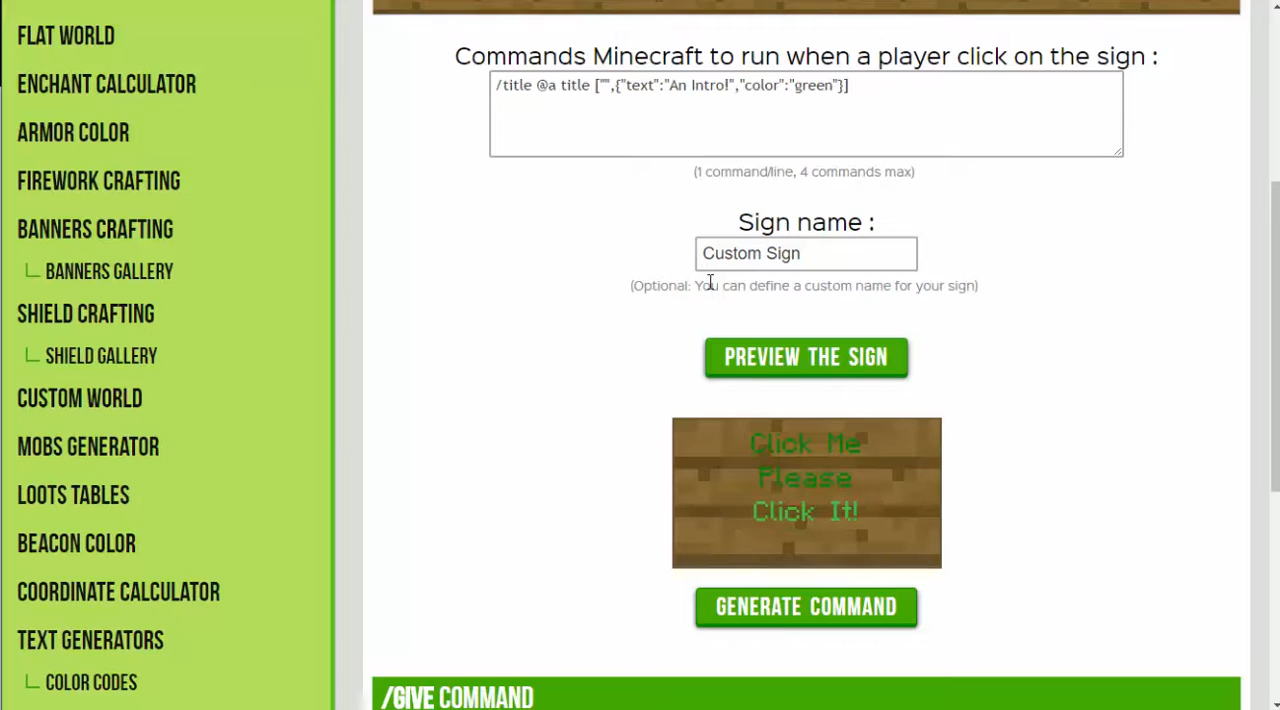 FLAT WORLD
ENCHANT CALCULATOR
ARMOR COLOR
FIREWORK CRAFTING
BANNERS CRAFTING
BANNERS GALLERY
SHIELD CRAFTING
SHIELD GALLERY
CUSTOM WORLD
MOBS GENERATOR
LOOTS TABLES
BEACON COLOR
COORDINATE CALCULATOR
TEXT GENERATORS
COLOR CODES
Commands Minecraft to run when a player click on the sign :
/title @a title ["",{"text":"An Intro!","color":"green"}]
(1 command/line, 4 commands max)
Sign name :
Custom Sign
(Optional: You can define a custom name for your sign)
PREVIEW THE SIGN
Click Me
Please
Click It!
GENERATE COMMAND
/GIVE COMMAND